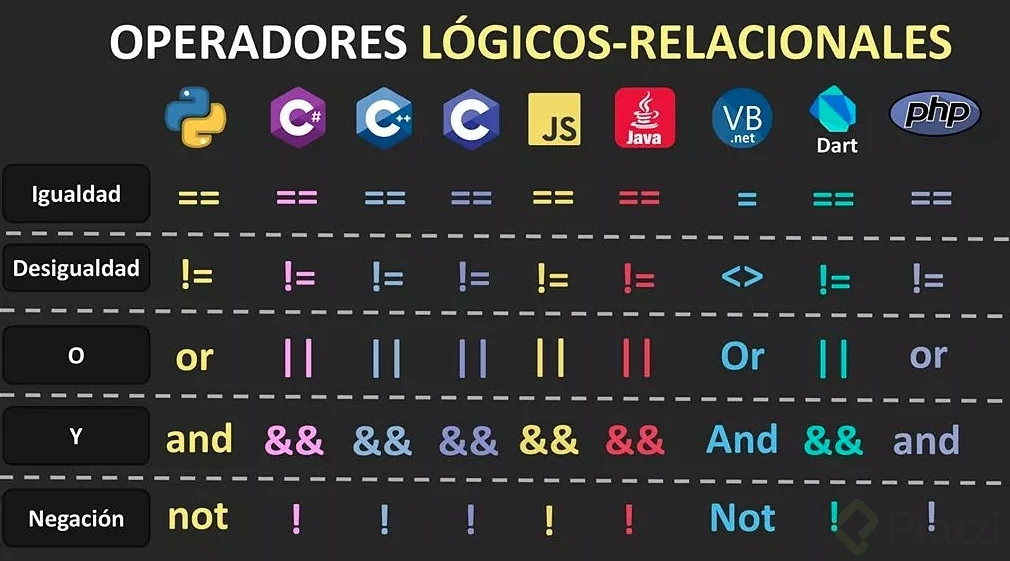 OPERADORES LÓGICOS-RELACIONALES
C# C++ C JS Java VB .net Dart php
Igualdad == == == == == == = == ==
Desigualdad != != != != != != <> != !=
O or || || || || || Or || or
Y and && && && && && And && and
Negación not ! ! ! ! ! Not ! !
Platzi